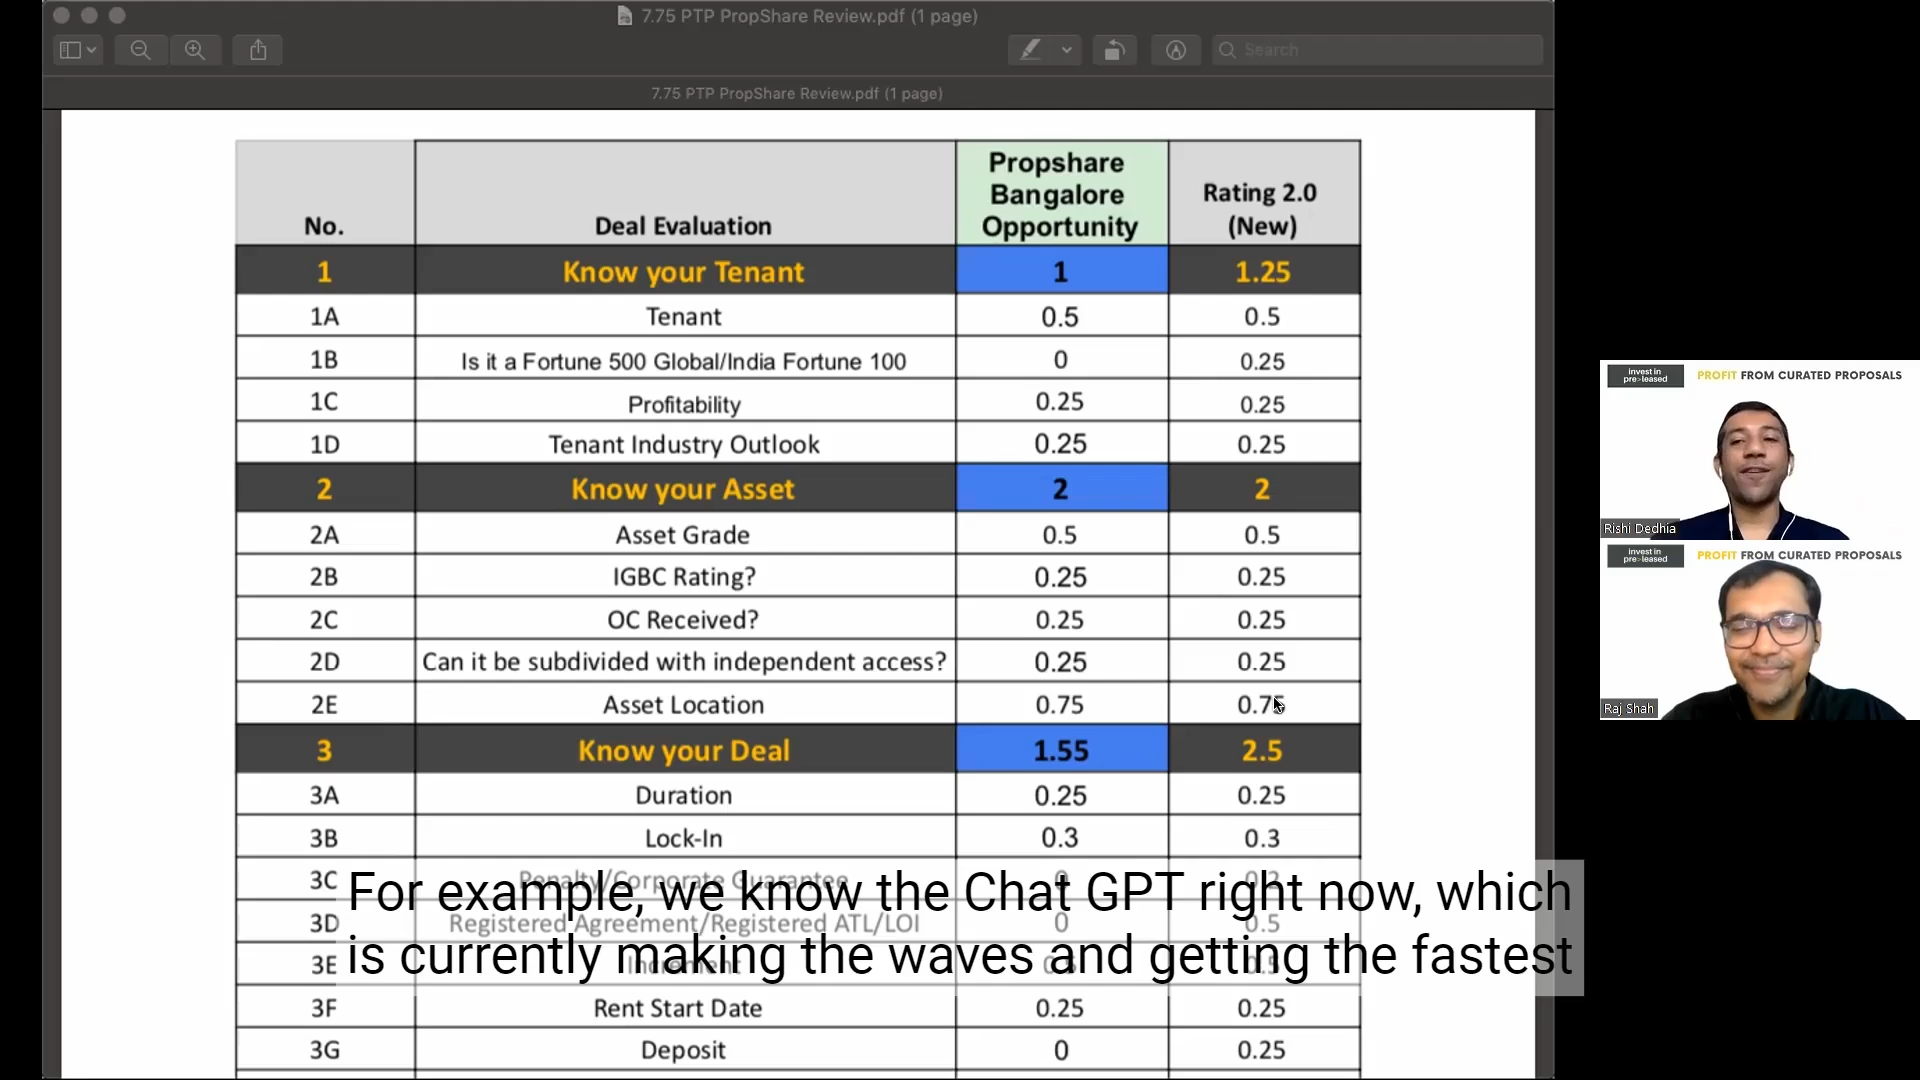 7.75 PTP PropShare Review.pdf (1 page)
Search
7.75 PTP PropShare Review.pdf (1 page)
No. Deal Evaluation Propshare Bangalore Opportunity Rating 2.0 (New)
1 Know your Tenant 1 1.25
1A Tenant 0.5 0.5
1B Is it a Fortune 500 Global/India Fortune 100 0 0.25
1C Profitability 0.25 0.25
1D Tenant Industry Outlook 0.25 0.25
2 Know your Asset 2 2
2A Asset Grade 0.5 0.5
2B IGBC Rating? 0.25 0.25
2C OC Received? 0.25 0.25
2D Can it be subdivided with independent access? 0.25 0.25
2E Asset Location 0.75 0.75
3 Know your Deal 1.55 2.5
3A Duration 0.25 0.25
3B Lock-In 0.3 0.3
3C Penalty/Corporate Guarantee 0
3D Registered Agreement/Registered ATL/LOI 0 0.5
3E Increment
3F Rent Start Date 0.25 0.25
3G Deposit 0 0.25
For example, we know the Chat GPT right now, which
is currently making the waves and getting the fastest
invest in
pre-leased
PROFIT FROM CURATED PROPOSALS
Rishi Dedhia
invest in
pre-leased
PROFIT FROM CURATED PROPOSALS
Raj Shah